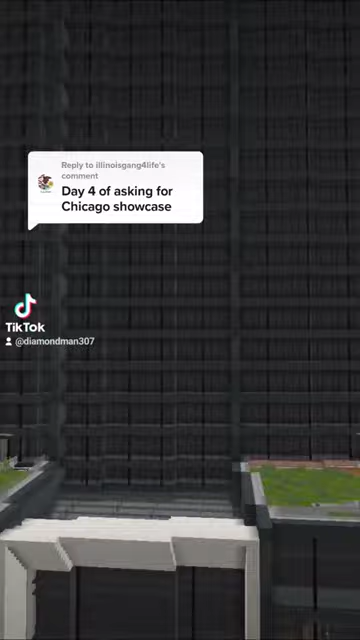 Reply to illinoisgang4life's
comment
Day 4 of asking for
Chicago showcase
TikTok
@diamondman307